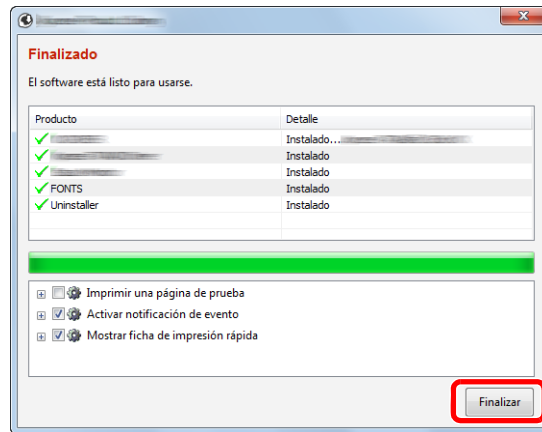 Finalizado
El software está listo para usarse.
Producto Detalle
Instalado...
Instalado
Instalado
FONTS Instalado
Uninstaller Instalado
Imprimir una página de prueba
Activar notificación de evento
Mostrar ficha de impresión rápida
Finalizar